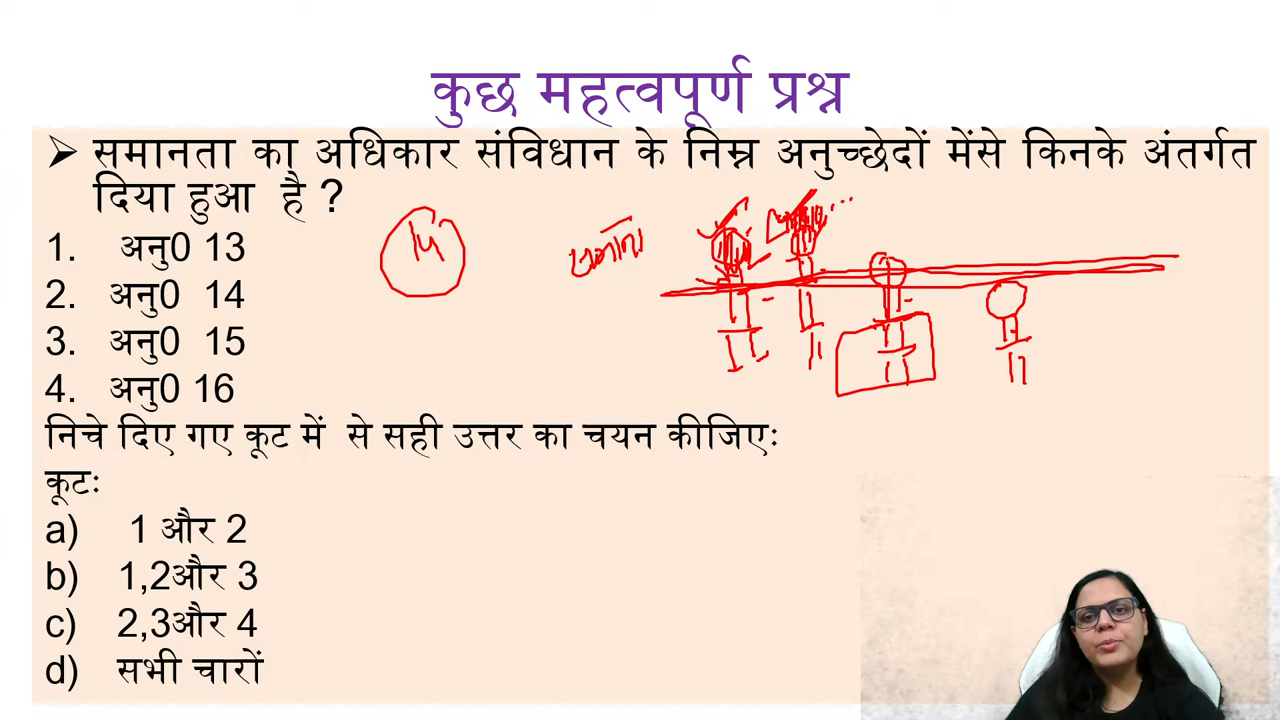 कुछ महत्वपूर्ण प्रश्न
➢ समानता का अधिकार संविधान के निम्न अनुच्छेदों मेंसे किनके अंतर्गत
दिया हुआ है ?
1. अनु0 13
2. अनु0 14
3. अनु0 15
4. अनु0 16
निचे दिए गए कूट में से सही उत्तर का चयन कीजिए:
कूट:
a) 1 और 2
b) 1,2और 3
c) 2,3और 4
d) सभी चारों